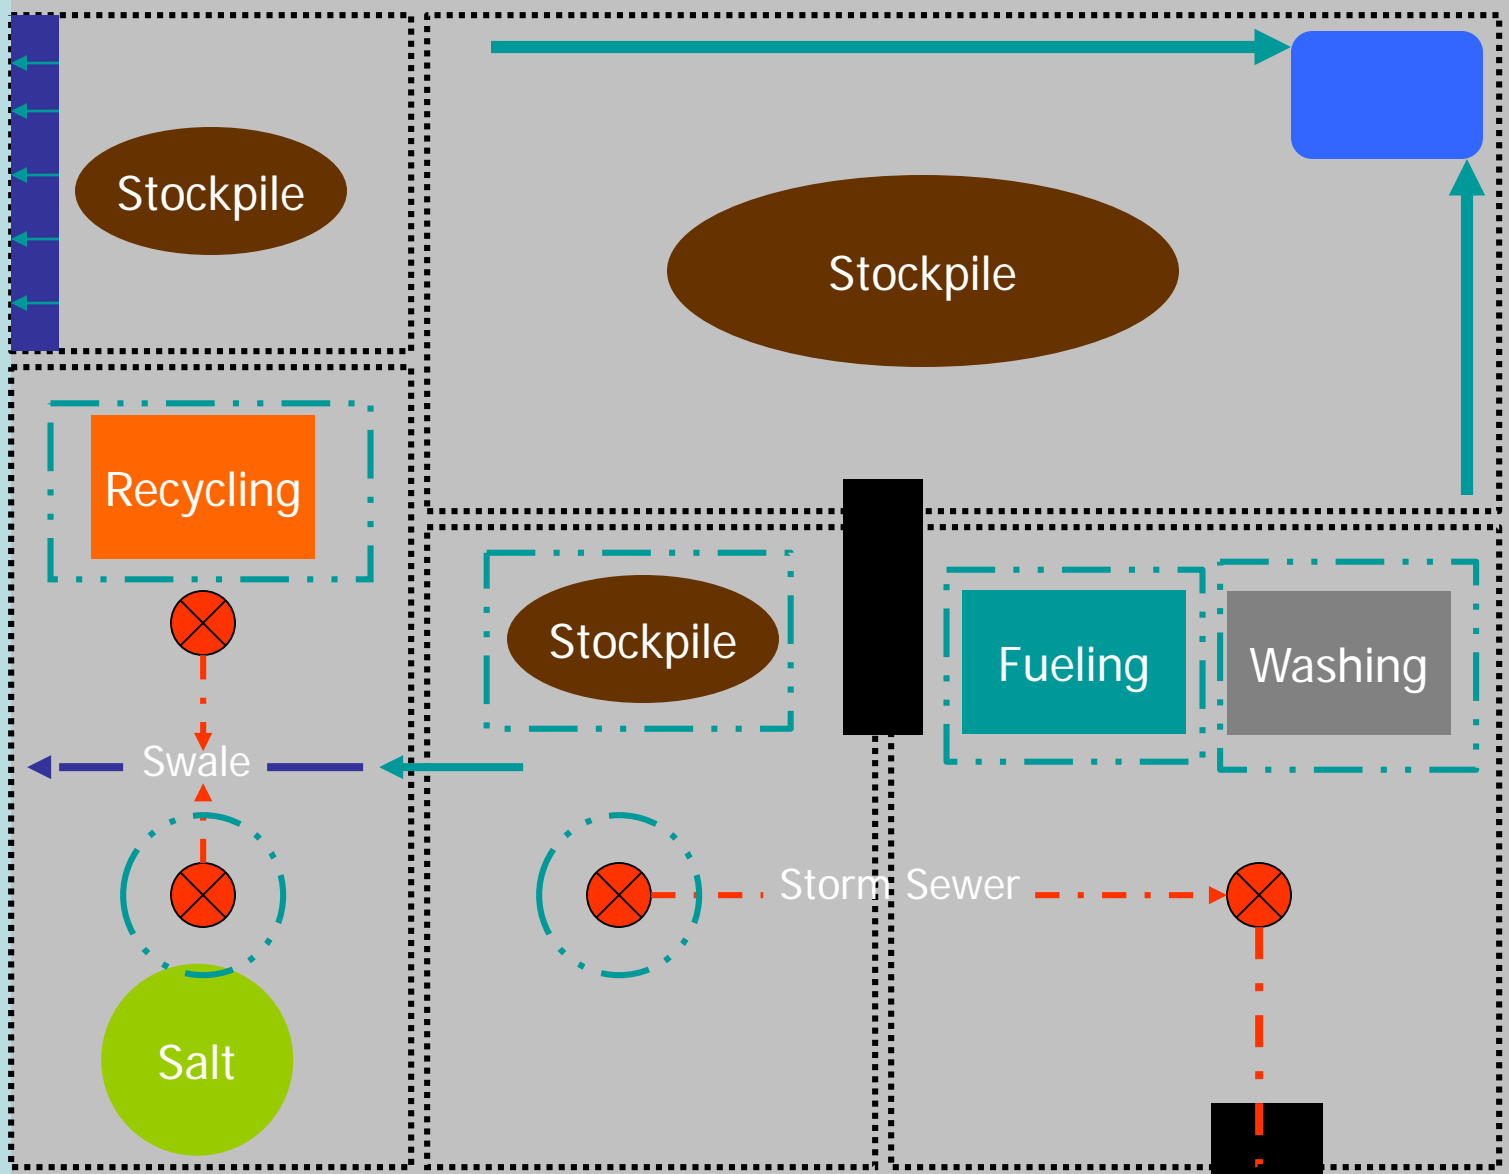 Stockpile
Stockpile
Recycling
Stockpile
Fueling
Washing
Swale
Storm Sewer
Salt